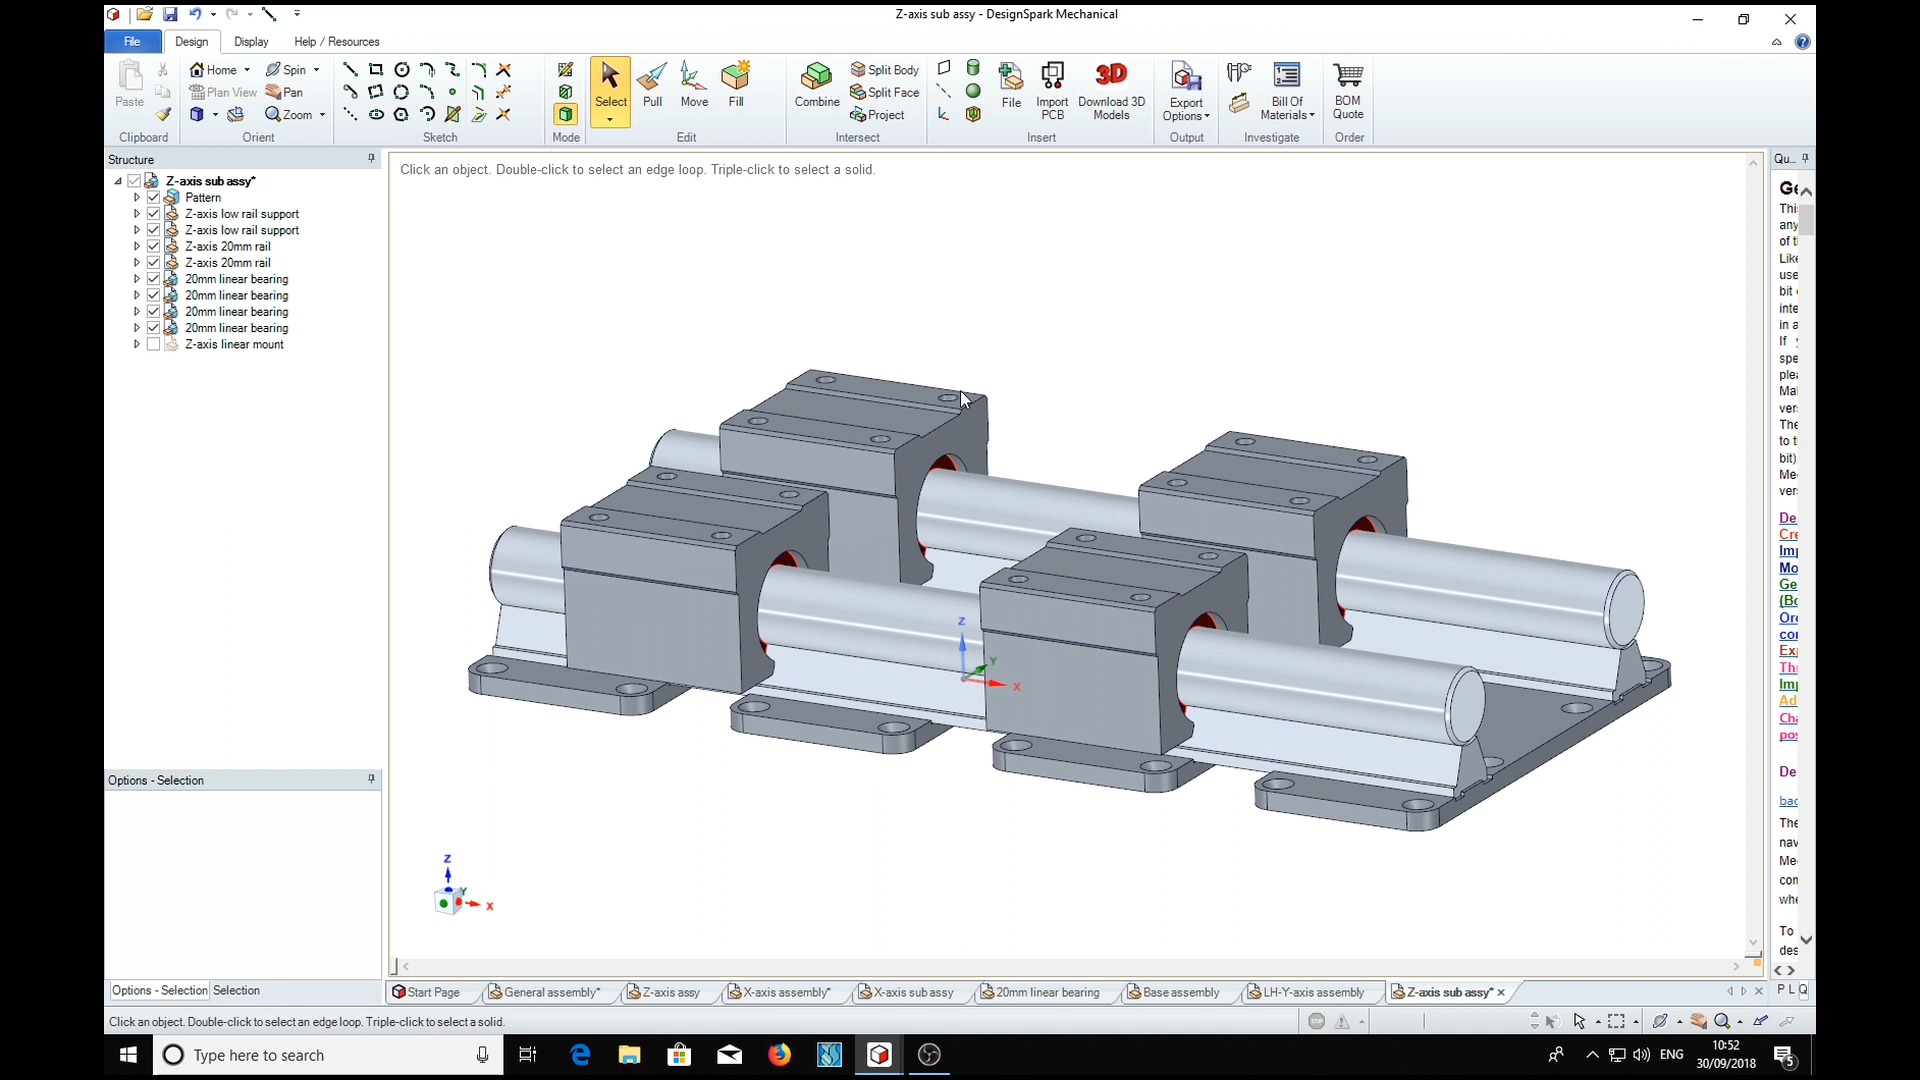 Z-axis sub assy - DesignSpark Mechanical
File
Design
Display
Help / Resources
Paste
Clipboard
Home
Spin
Plan View
Pan
Zoom
Orient
Sketch
Mode
Select
Pull
Move
Fill
Edit
Combine
Split Body
Split Face
Project
Intersect
File
Import PCB
3D
Download 3D Models
Insert
Export Options
Output
Bill Of Materials
Investigate
BOM Quote
Order
Structure
Z-axis sub assy*
Pattern
Z-axis low rail support
Z-axis low rail support
Z-axis 20mm rail
Z-axis 20mm rail
20mm linear bearing
20mm linear bearing
20mm linear bearing
20mm linear bearing
Z-axis linear mount
Click an object. Double-click to select an edge loop. Triple-click to select a solid.
Z
Y
X
Z
Y
X
Qu...
Options - Selection
Options - Selection
Selection
Start Page
General assembly*
Z-axis assy
X-axis assembly*
X-axis sub assy
20mm linear bearing
Base assembly
LH-Y-axis assembly
Z-axis sub assy*
P L Q
Click an object. Double-click to select an edge loop. Triple-click to select a solid.
Type here to search
ENG
10:52
30/09/2018
5